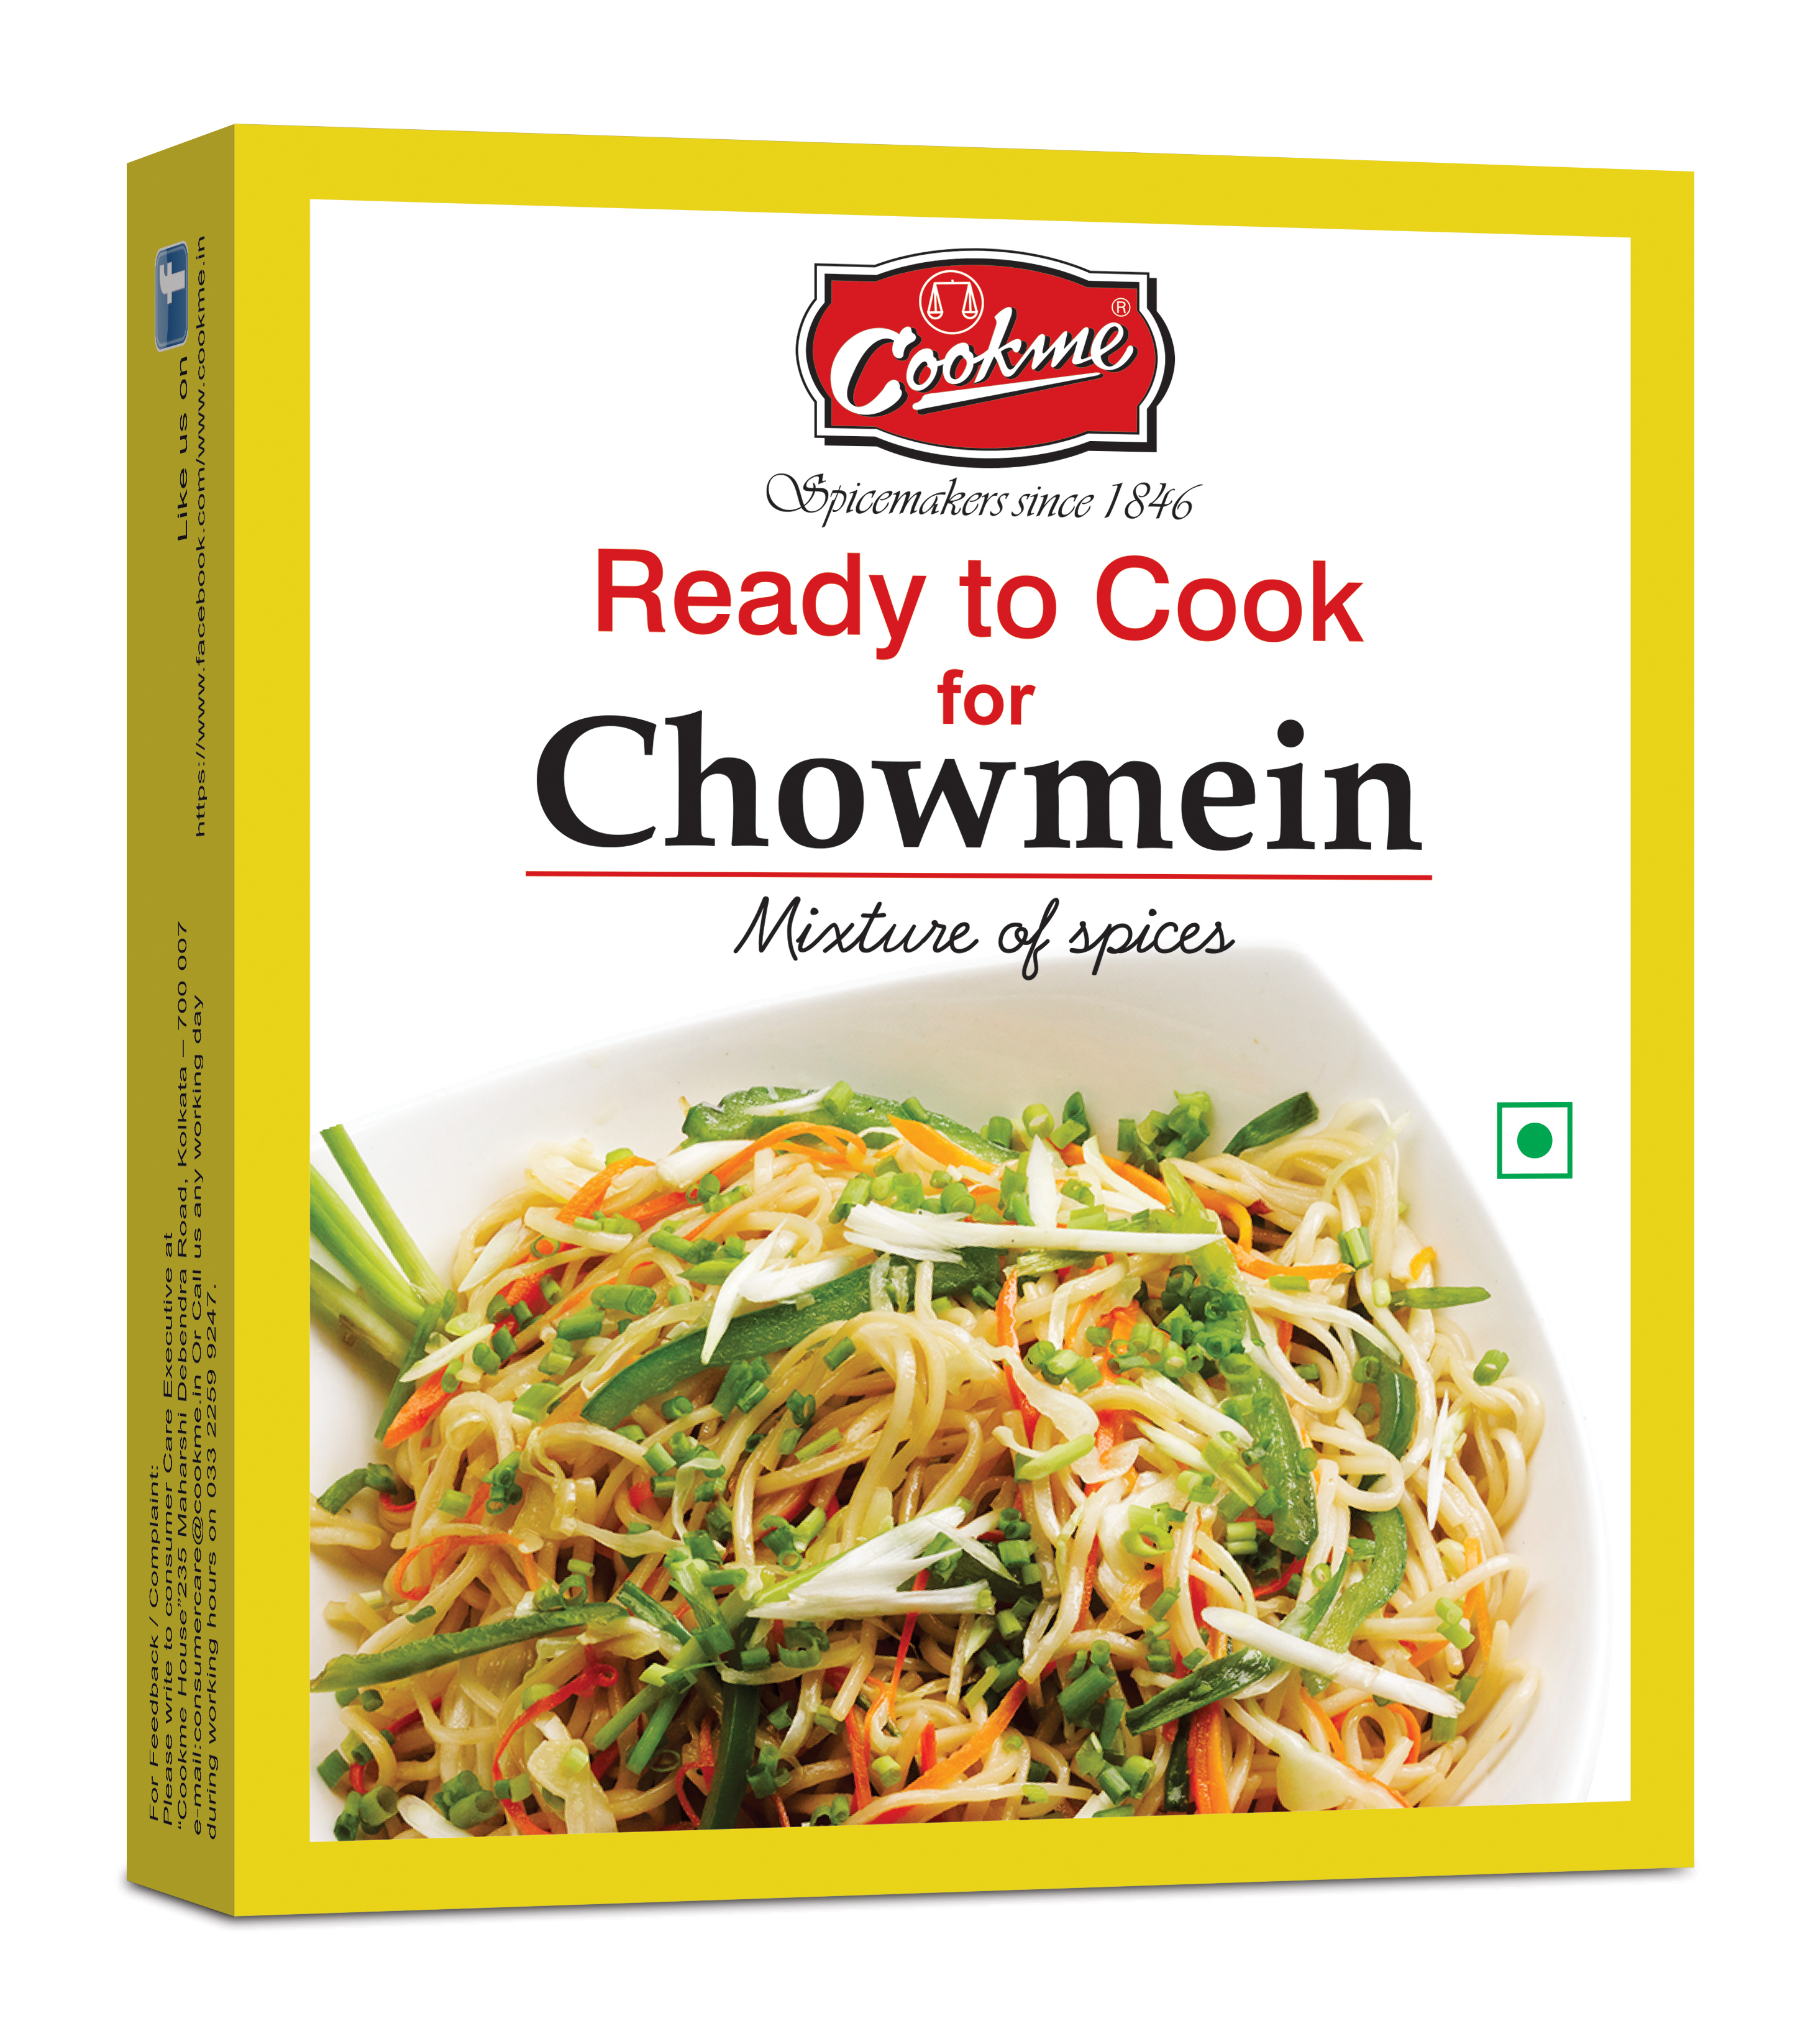 Cookme ®
Spicemakers since 1846
Ready to Cook
for
Chowmein
Mixture of spices
f
Like us on
https://www.facebook.com/www.cookme.in
For Feedback / Complaint:
Please write to consumer Care Executive at
"Cookme House"235 Maharshi Debendra Road, Kolkata – 700 007
e-mail:consumercare@cookme.in Or Call us any working day
during working hours on 033 2259 9247.